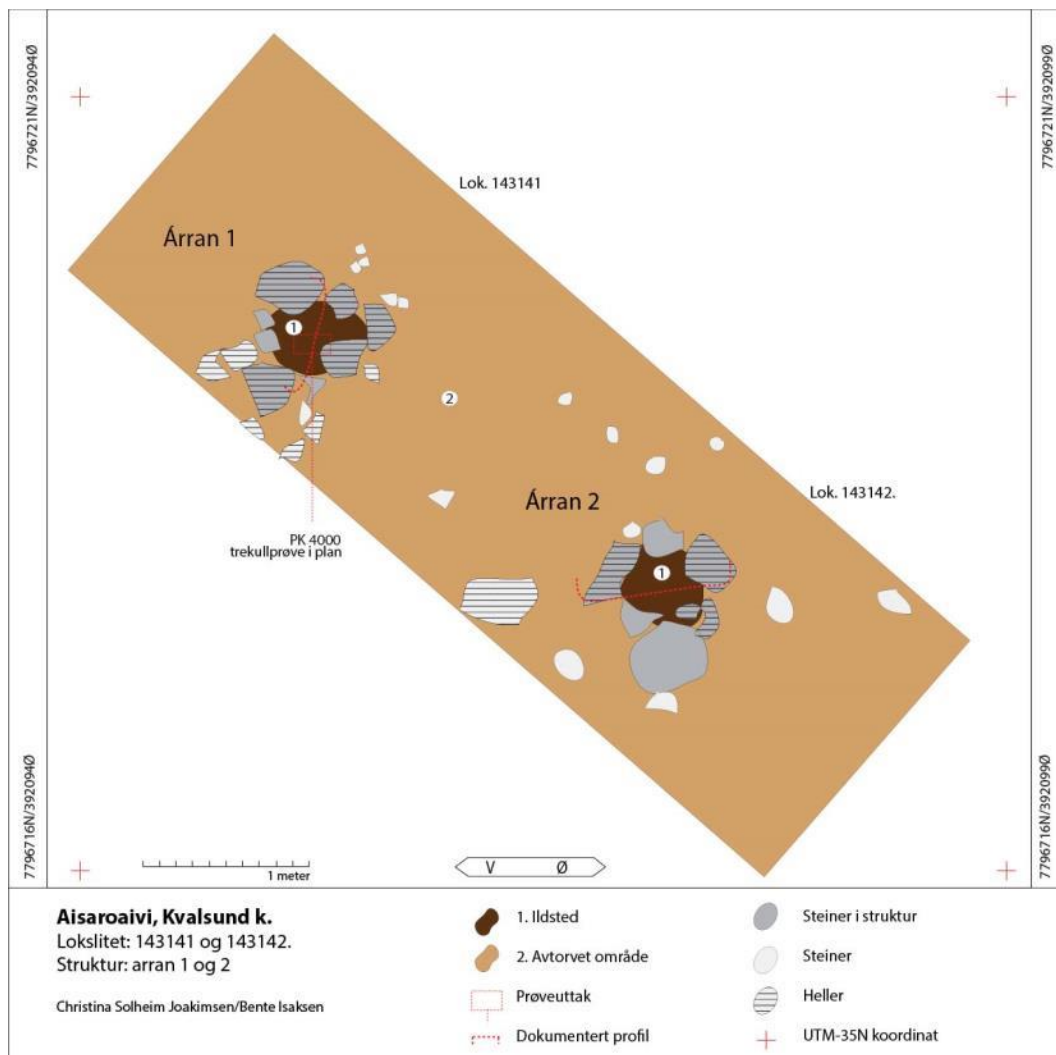 7796721N/392094Ø
7796721N/392099Ø
Lok. 143141
Árran 1
1
2
Lok. 143142.
Árran 2
PK 4000
trekullprøve i plan
1
7796716N/392094Ø
7796716N/392099Ø
1 meter
V Ø
Aisaroaivi, Kvalsund k.
Lokslitet: 143141 og 143142.
Struktur: arran 1 og 2
Christina Solheim Joakimsen/Bente Isaksen
1. Ildsted
2. Avtorvet område
Prøveuttak
Dokumentert profil
Steiner i struktur
Steiner
Heller
UTM-35N koordinat